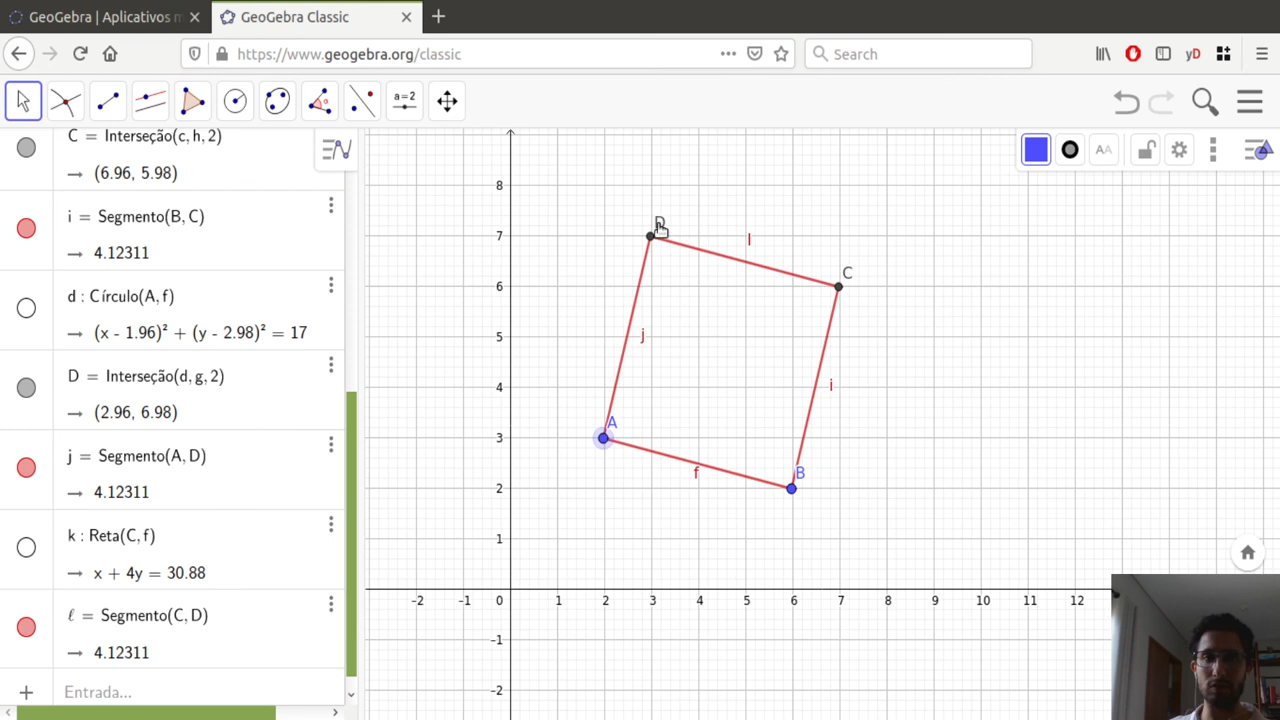 GeoGebra | Aplicativos m
GeoGebra Classic
https://www.geogebra.org/classic
Search
yD
a=2
C = Interseção(c, h, 2)
→ (6.96, 5.98)
i = Segmento(B, C)
→ 4.12311
d : Círculo(A, f)
→ (x - 1.96)² + (y - 2.98)² = 17
D = Interseção(d, g, 2)
→ (2.96, 6.98)
j = Segmento(A, D)
→ 4.12311
k : Reta(C, f)
→ x + 4y = 30.88
ℓ = Segmento(C, D)
→ 4.12311
Entrada...
AA
α
8
7
6
5
4
3
2
1
0
-1
-2
-2 -1 1 2 3 4 5 6 7 8 9 10 11 12
D
l
C
j
i
A
f
B